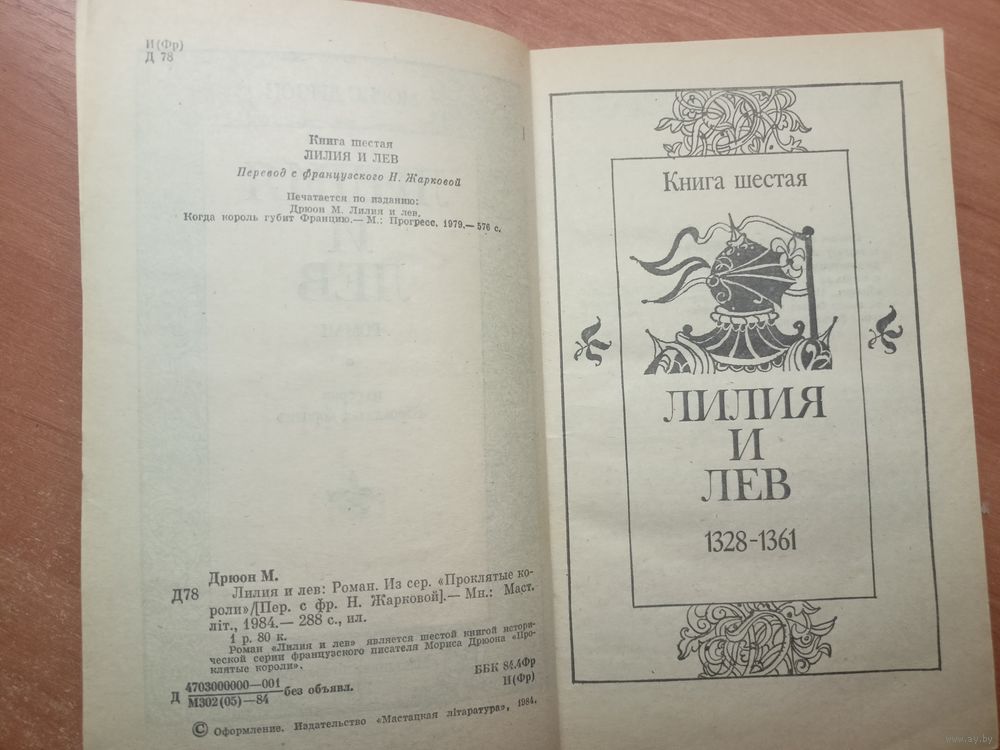 И(Фр)
Д 78
Книга шестая
ЛИЛИЯ И ЛЕВ
Перевод с французского Н. Жарковой
Печатается по изданию:
Дрюон М. Лилия и лев.
Когда король губит Францию.— М.: Прогресс, 1979.— 576 с.
Дрюон М.
Д78 Лилия и лев: Роман. Из сер. «Проклятые ко-
роли»/[Пер. с фр. Н. Жарковой].— Мн.: Маст.
літ., 1984.— 288 с., ил.
1 р. 80 к.
Роман «Лилия и лев» является шестой книгой истори-
ческой серии французского писателя Мориса Дрюона «Про-
клятые короли».
Д 4703000000—001
М302(05)—84 без объявл.
ББК 84.4Фр
И(Фр)
© Оформление. Издательство «Мастацкая літаратура», 1984.
Книга шестая
ЛИЛИЯ
И
ЛЕВ
1328-1361
www.ay.by